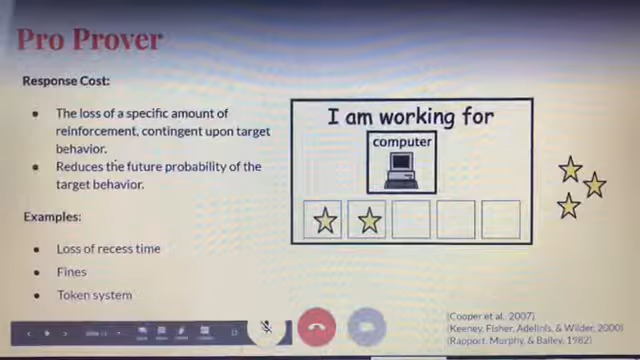 Pro Prover
Response Cost:
The loss of a specific amount of
reinforcement, contingent upon target
behavior.
Reduces the future probability of the
target behavior.
Examples:
Loss of recess time
Fines
Token system
I am working for
computer
(Cooper et al., 2007)
(Keeney, Fisher, Adelinis, & Wilder, 2000)
(Rapport, Murphy, & Bailey, 1982)